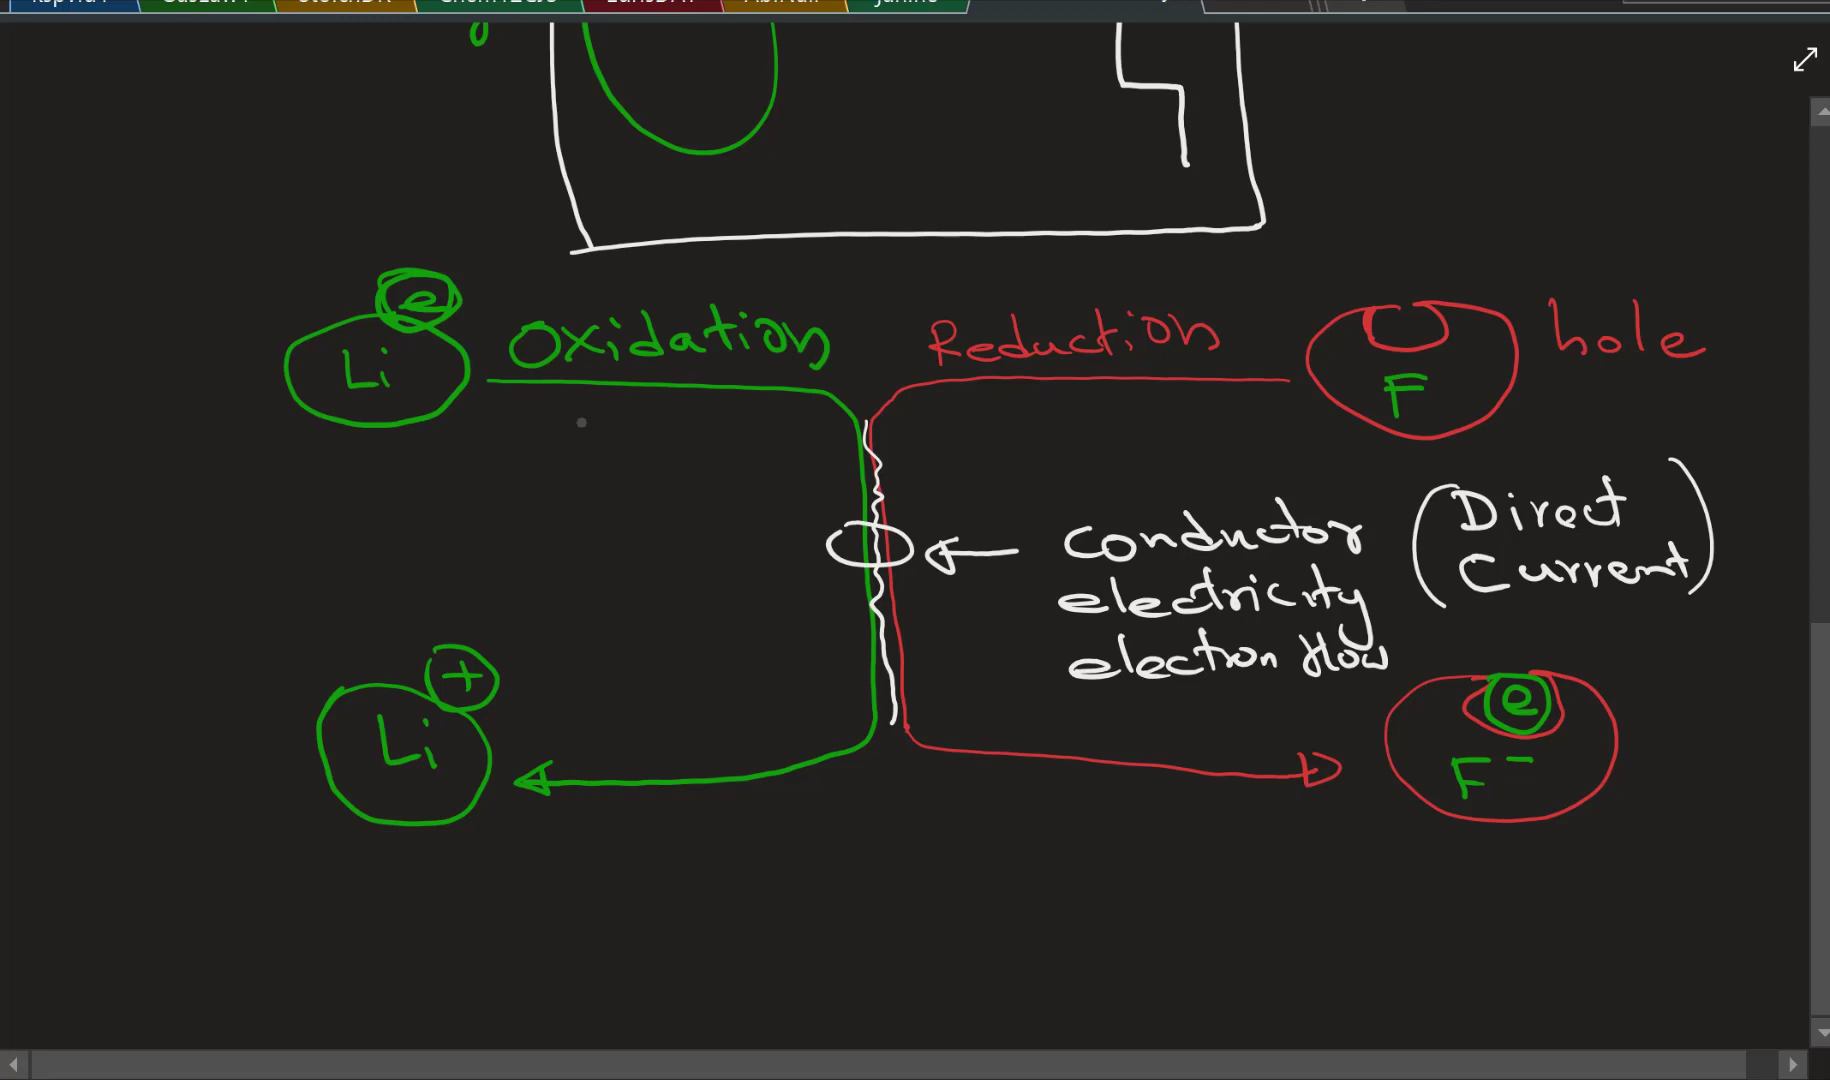 e
Li
Oxidation
Reduction
F
hole
Conductor
electricity
electron flow
(Direct
Current)
+
Li
e
F⁻